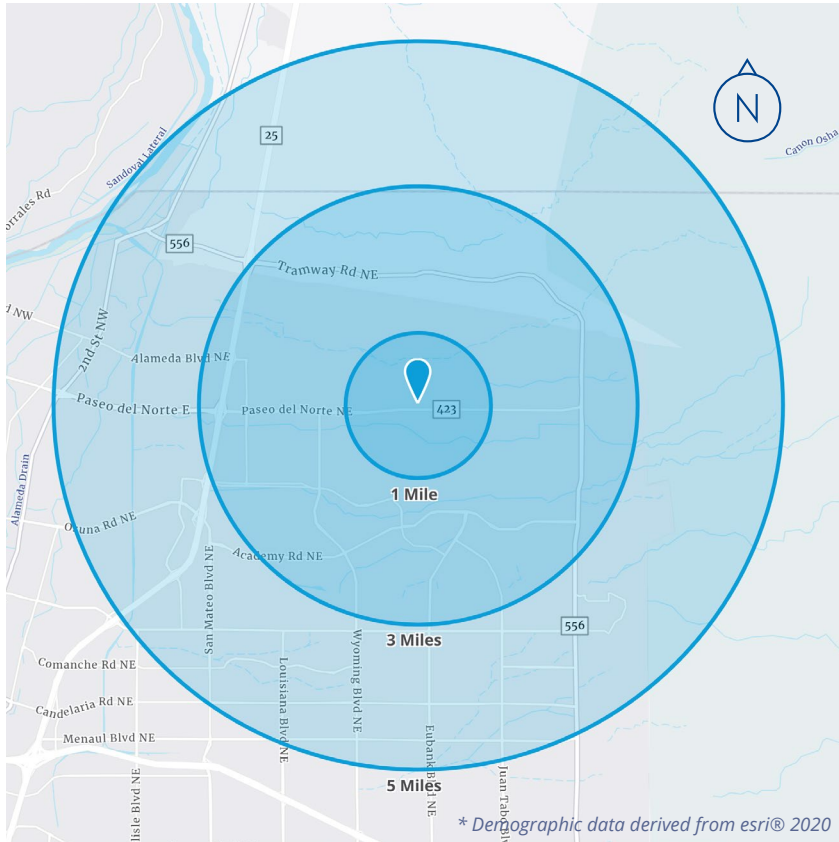 N
25
Canon Osha
Sandoval Lateral
orrales Rd
556
Tramway Rd NE
d NW
2nd St NW
Alameda Blvd NE
Paseo del Norte E
Paseo del Norte NE
423
1 Mile
Alameda Drain
Osuna Rd NE
Academy Rd NE
San Mateo Blvd NE
556
3 Miles
Comanche Rd NE
Wyoming Blvd NE
Louisiana Blvd NE
Candelaria Rd NE
Menaul Blvd NE
Eubank Blvd NE
5 Miles
lisle Blvd NE
Juan Tabo Blv
* Demographic data derived from esri® 2020